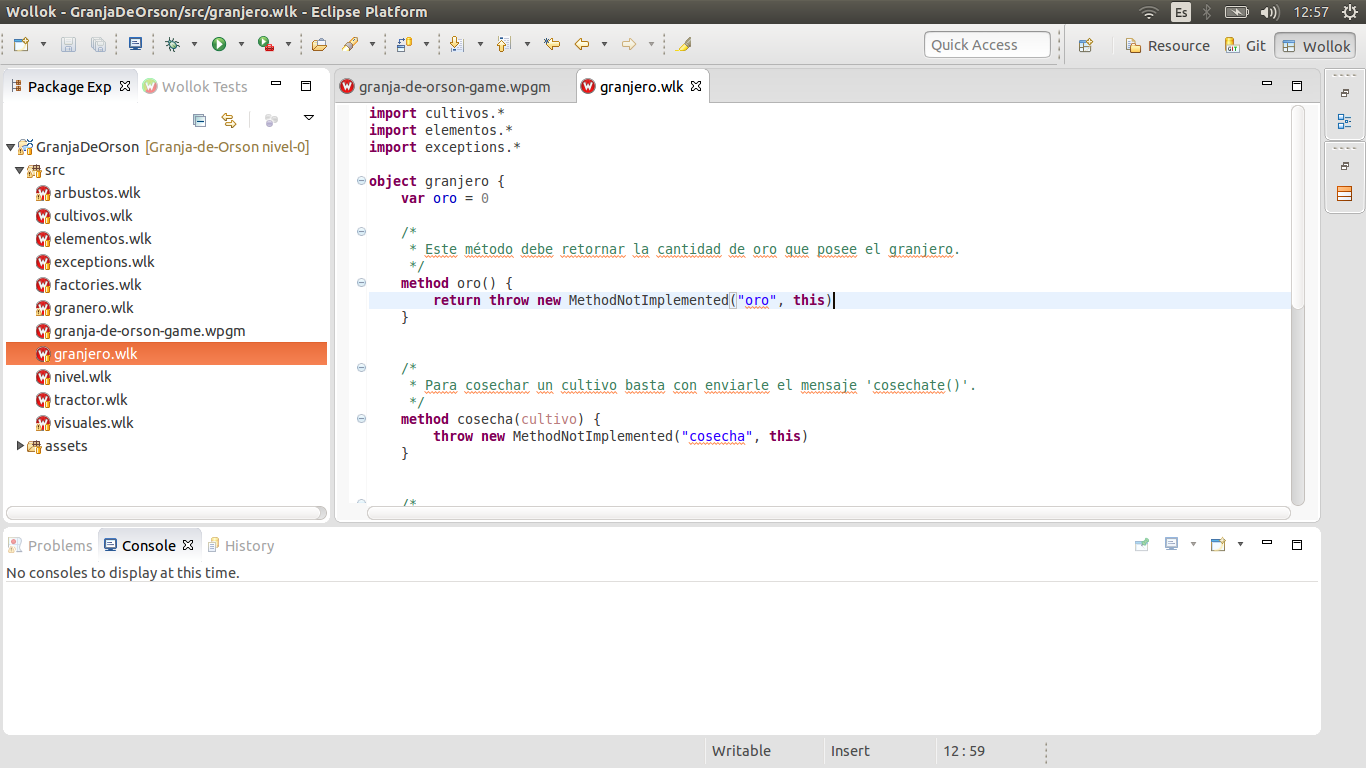 Wollok - GranjaDeOrson/src/granjero.wlk - Eclipse Platform
Es
12:57
Quick Access
Resource
Git
Wollok
Package Exp
Wollok Tests
GranjaDeOrson [Granja-de-Orson nivel-0]
src
arbustos.wlk
cultivos.wlk
elementos.wlk
exceptions.wlk
factories.wlk
granero.wlk
granja-de-orson-game.wpgm
granjero.wlk
nivel.wlk
tractor.wlk
visuales.wlk
assets
granja-de-orson-game.wpgm
granjero.wlk
import cultivos.*
import elementos.*
import exceptions.*
object granjero {
var oro = 0
/*
* Este método debe retornar la cantidad de oro que posee el granjero.
*/
method oro() {
return throw new MethodNotImplemented("oro", this)
}
/*
* Para cosechar un cultivo basta con enviarle el mensaje 'cosechate()'.
*/
method cosecha(cultivo) {
throw new MethodNotImplemented("cosecha", this)
}
/*
Problems
Console
History
No consoles to display at this time.
Writable
Insert
12 : 59